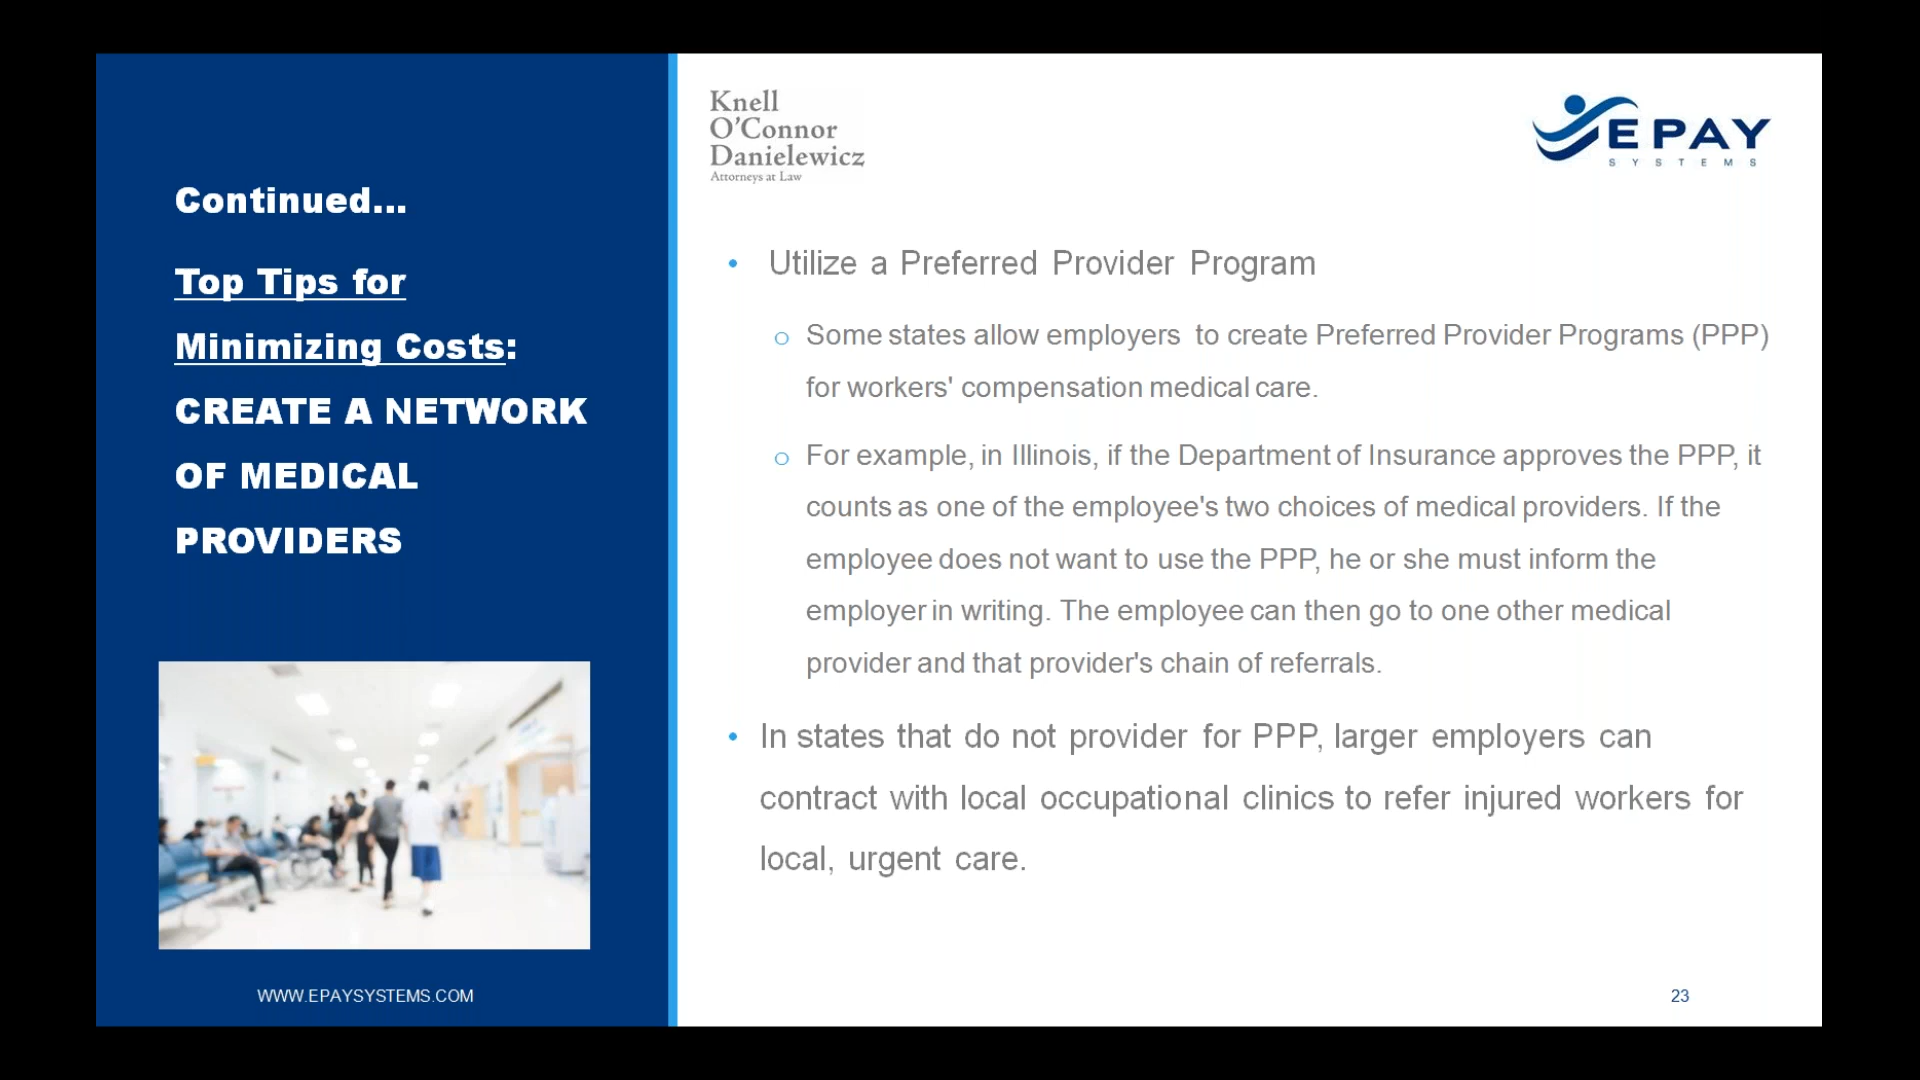 Continued...
Top Tips for
Minimizing Costs:
CREATE A NETWORK
OF MEDICAL
PROVIDERS
WWW.EPAYSYSTEMS.COM
Knell
O'Connor
Danielewicz
Attorneys at Law
EPAY
SYSTEMS
• Utilize a Preferred Provider Program
o Some states allow employers to create Preferred Provider Programs (PPP)
for workers' compensation medical care.
o For example, in Illinois, if the Department of Insurance approves the PPP, it
counts as one of the employee's two choices of medical providers. If the
employee does not want to use the PPP, he or she must inform the
employer in writing. The employee can then go to one other medical
provider and that provider's chain of referrals.
• In states that do not provider for PPP, larger employers can
contract with local occupational clinics to refer injured workers for
local, urgent care.
23